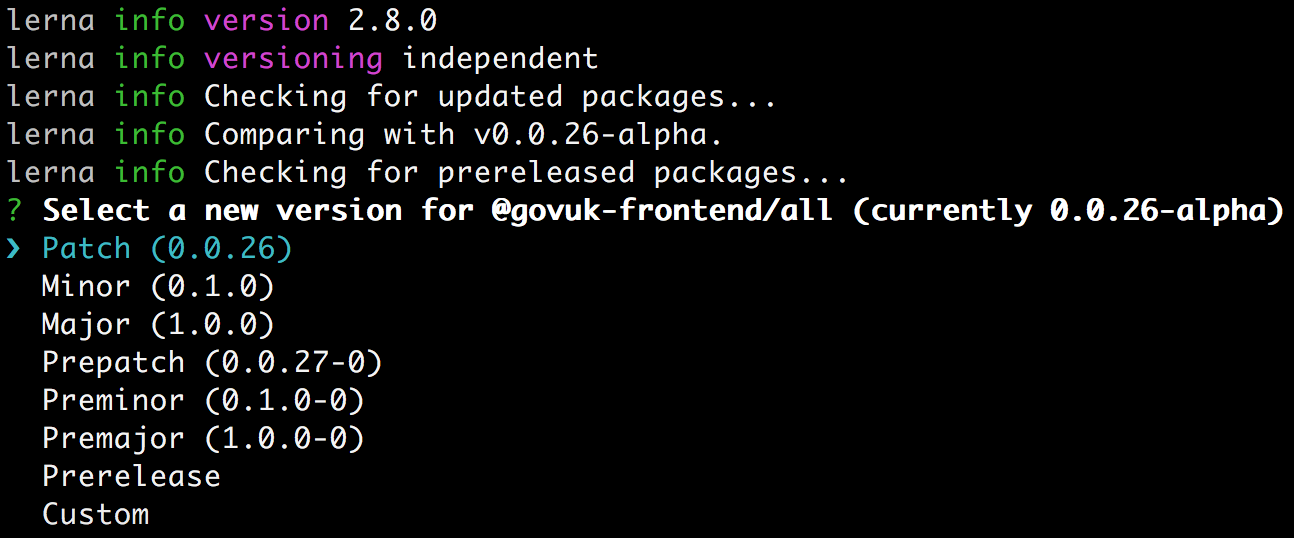 lerna info version 2.8.0
lerna info versioning independent
lerna info Checking for updated packages...
lerna info Comparing with v0.0.26-alpha.
lerna info Checking for prereleased packages...
? Select a new version for @govuk-frontend/all (currently 0.0.26-alpha)
❯ Patch (0.0.26)
Minor (0.1.0)
Major (1.0.0)
Prepatch (0.0.27-0)
Preminor (0.1.0-0)
Premajor (1.0.0-0)
Prerelease
Custom